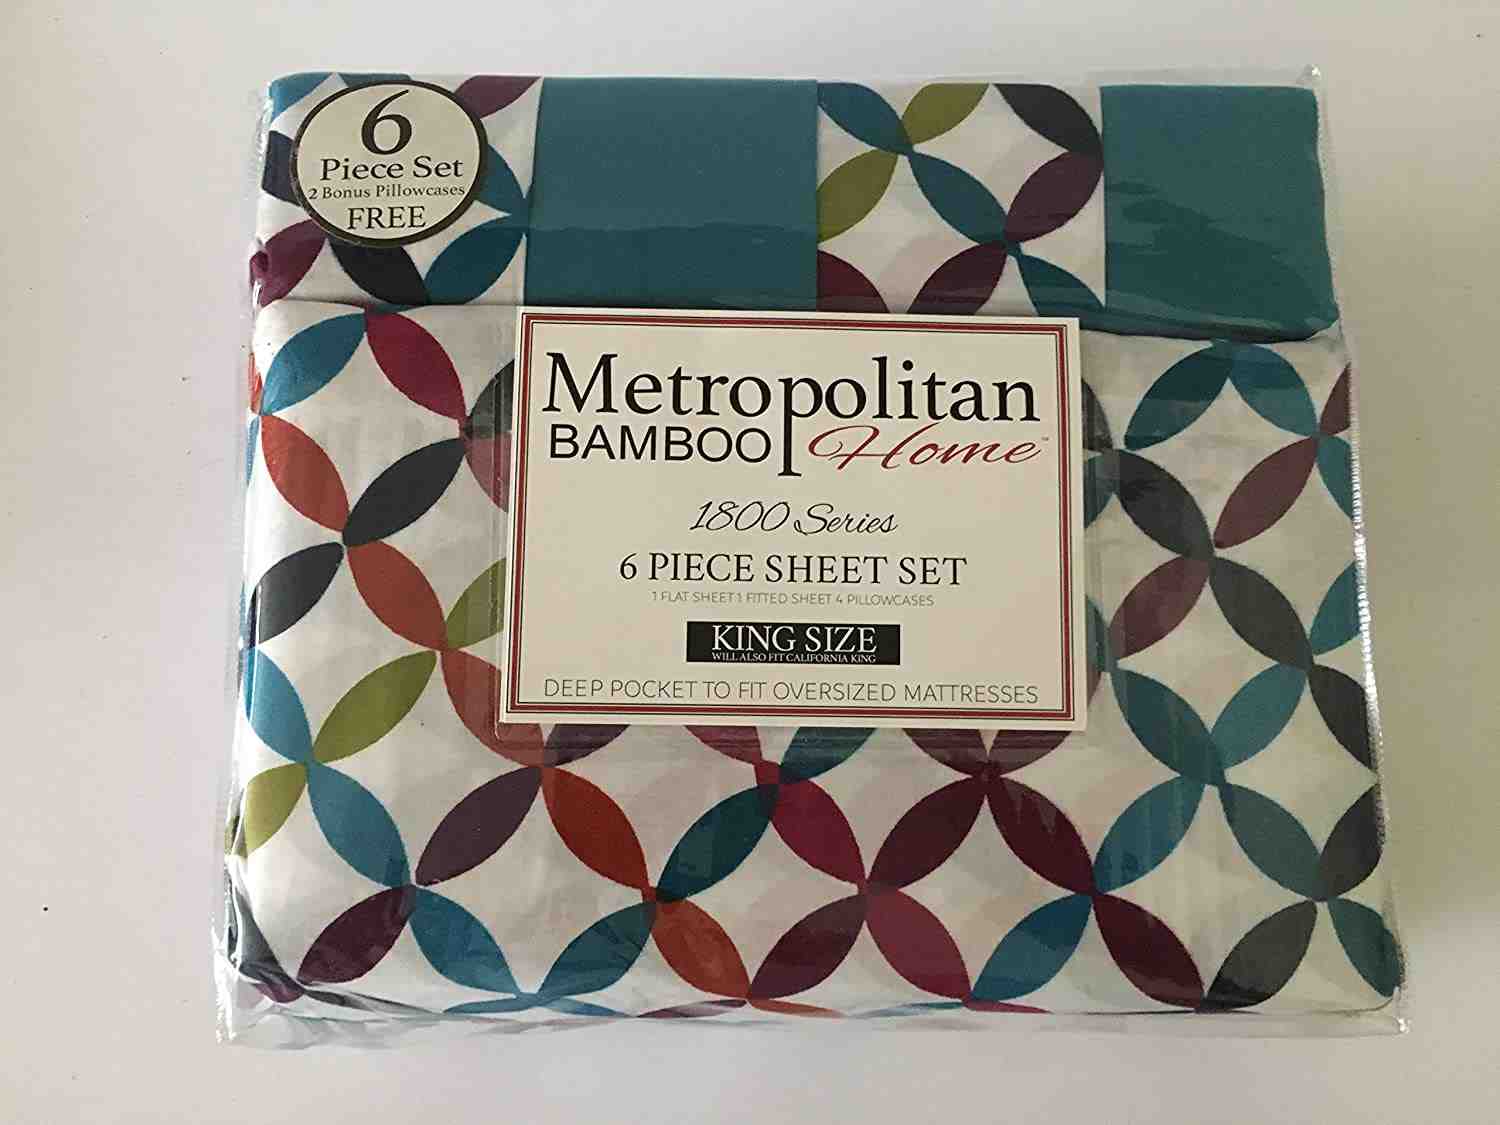 6
Piece Set
2 Bonus Pillowcases
FREE
Metropolitan
BAMBOO Home™
1800 Series
6 PIECE SHEET SET
1 FLAT SHEET 1 FITTED SHEET 4 PILLOWCASES
KING SIZE
WILL ALSO FIT CALIFORNIA KING
DEEP POCKET TO FIT OVERSIZED MATTRESSES